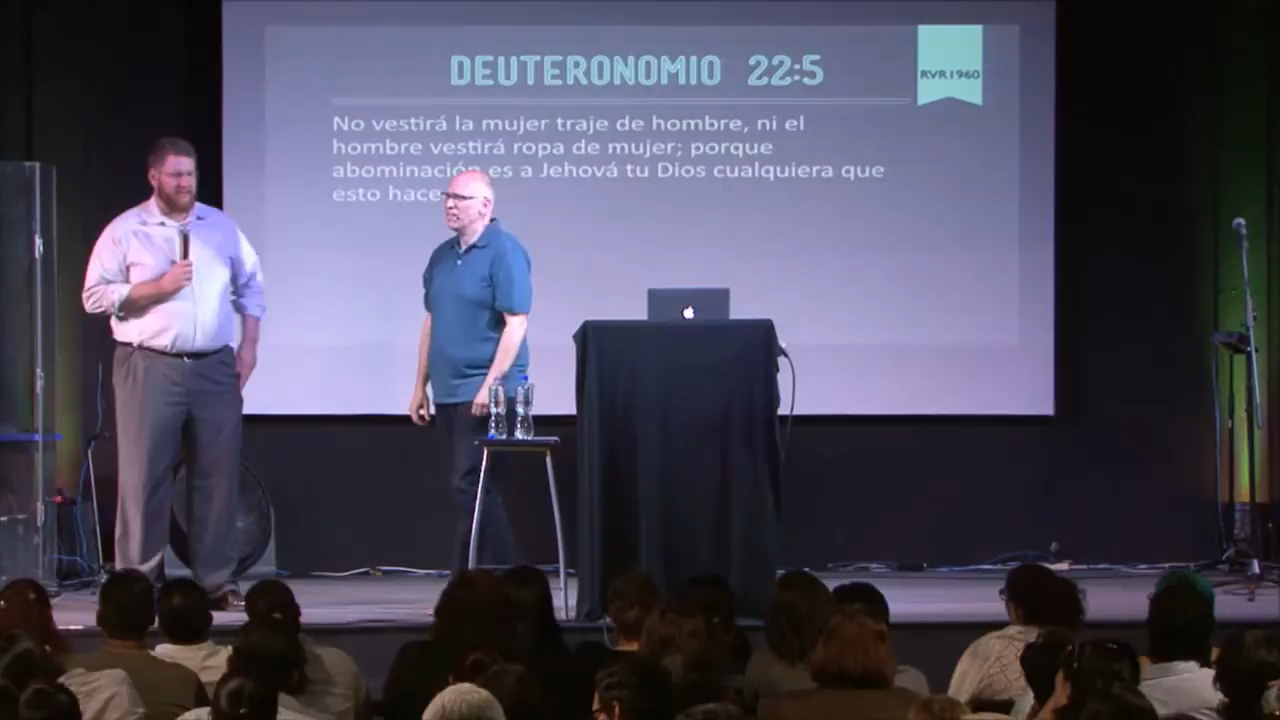 DEUTERONOMIO 22:5
RVR1960
No vestirá la mujer traje de hombre, ni el
hombre vestirá ropa de mujer; porque
abominación es a Jehová tu Dios cualquiera que
esto hace